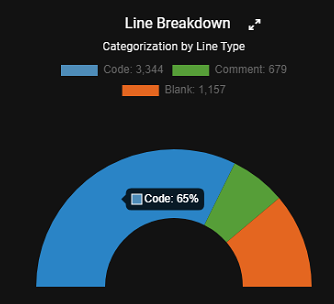 Line Breakdown
Categorization by Line Type
Code: 3,344 Comment: 679
Blank: 1,157
Code: 65%